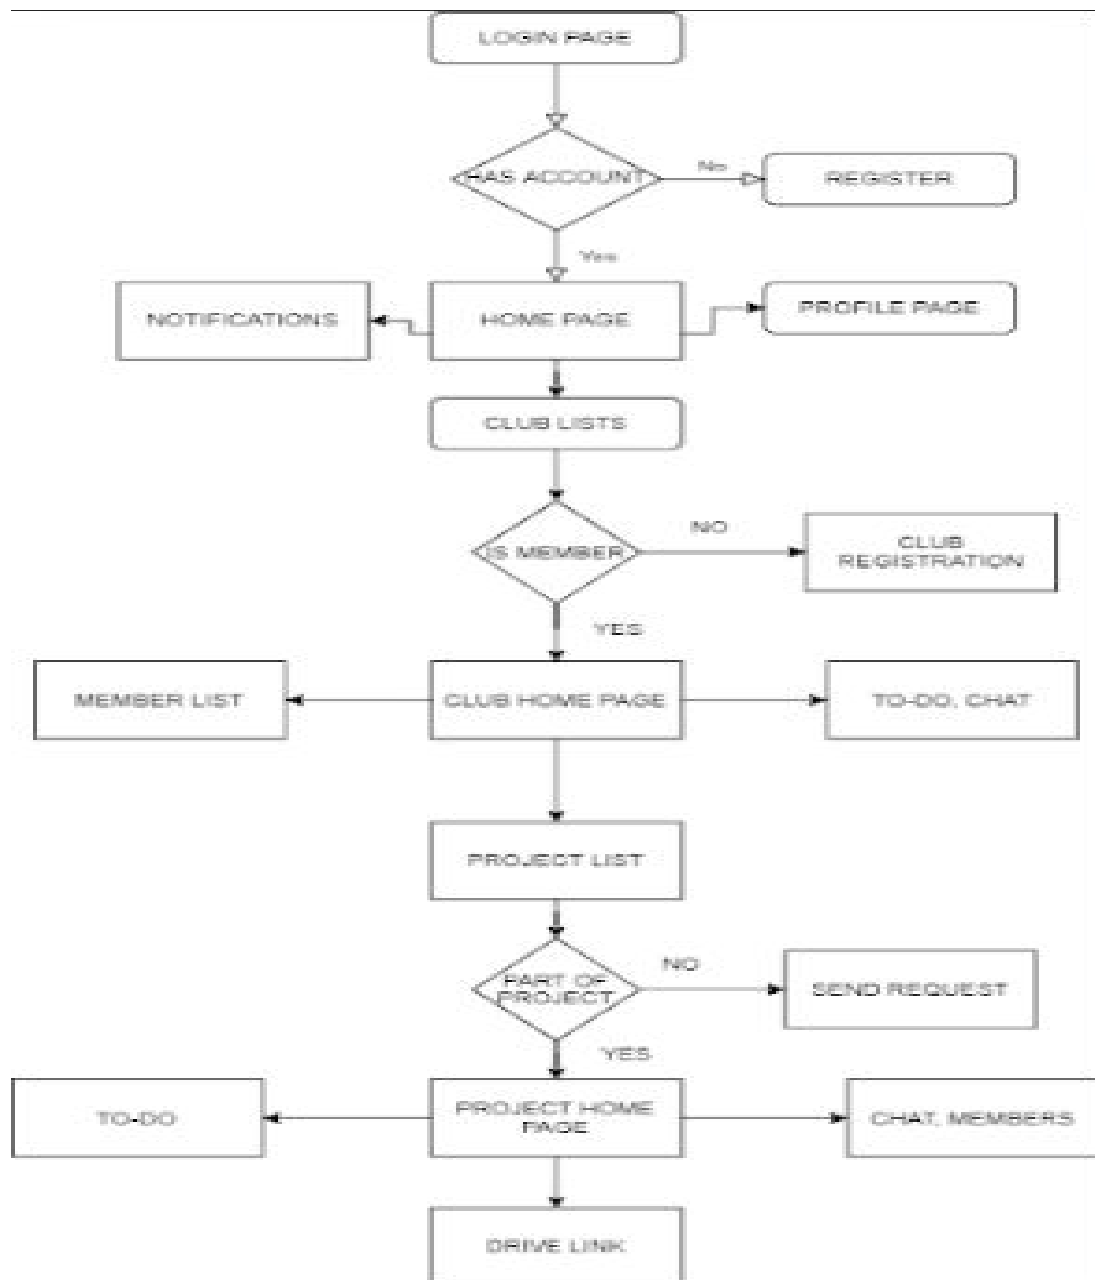 LOGIN PAGE
HAS ACCOUNT
No
REGISTER
Yes
NOTIFICATIONS
HOME PAGE
PROFILE PAGE
CLUB LISTS
IS MEMBER
NO
CLUB
REGISTRATION
YES
MEMBER LIST
CLUB HOME PAGE
TO-DO, CHAT
PROJECT LIST
PART OF
PROJECT
NO
SEND REQUEST
YES
TO-DO
PROJECT HOME
PAGE
CHAT, MEMBERS
DRIVE LINK